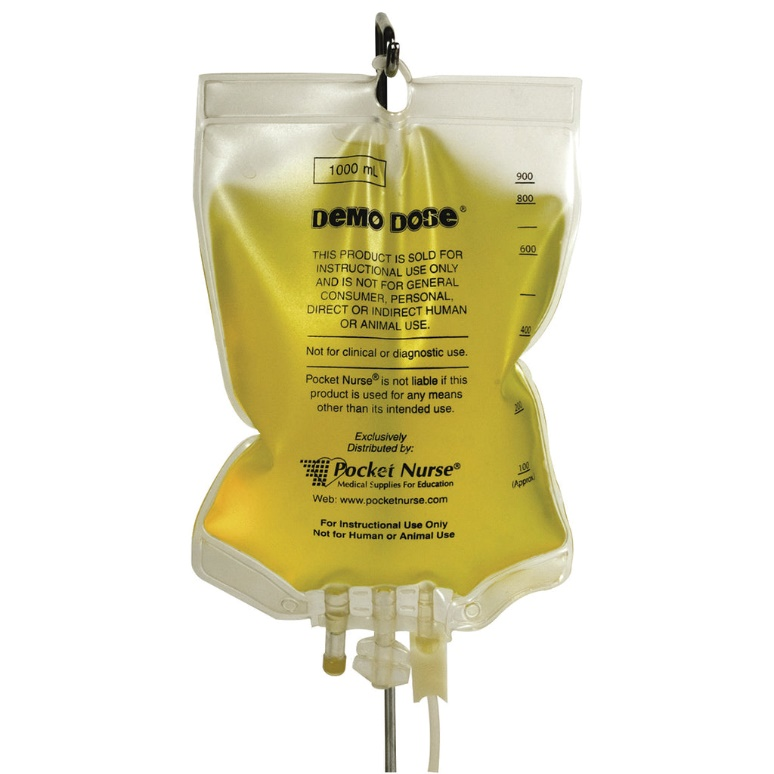 1000 mL
DEMO DOSE®
THIS PRODUCT IS SOLD FOR
INSTRUCTIONAL USE ONLY
AND IS NOT FOR GENERAL
CONSUMER, PERSONAL,
DIRECT OR INDIRECT HUMAN
OR ANIMAL USE.
Not for clinical or diagnostic use.
Pocket Nurse® is not liable if this
product is used for any means
other than its intended use.
Exclusively
Distributed by:
Pocket Nurse®
Medical Supplies For Education
Web: www.pocketnurse.com
For Instructional Use Only
Not for Human or Animal Use
900
800
600
400
200
100
(Approx)